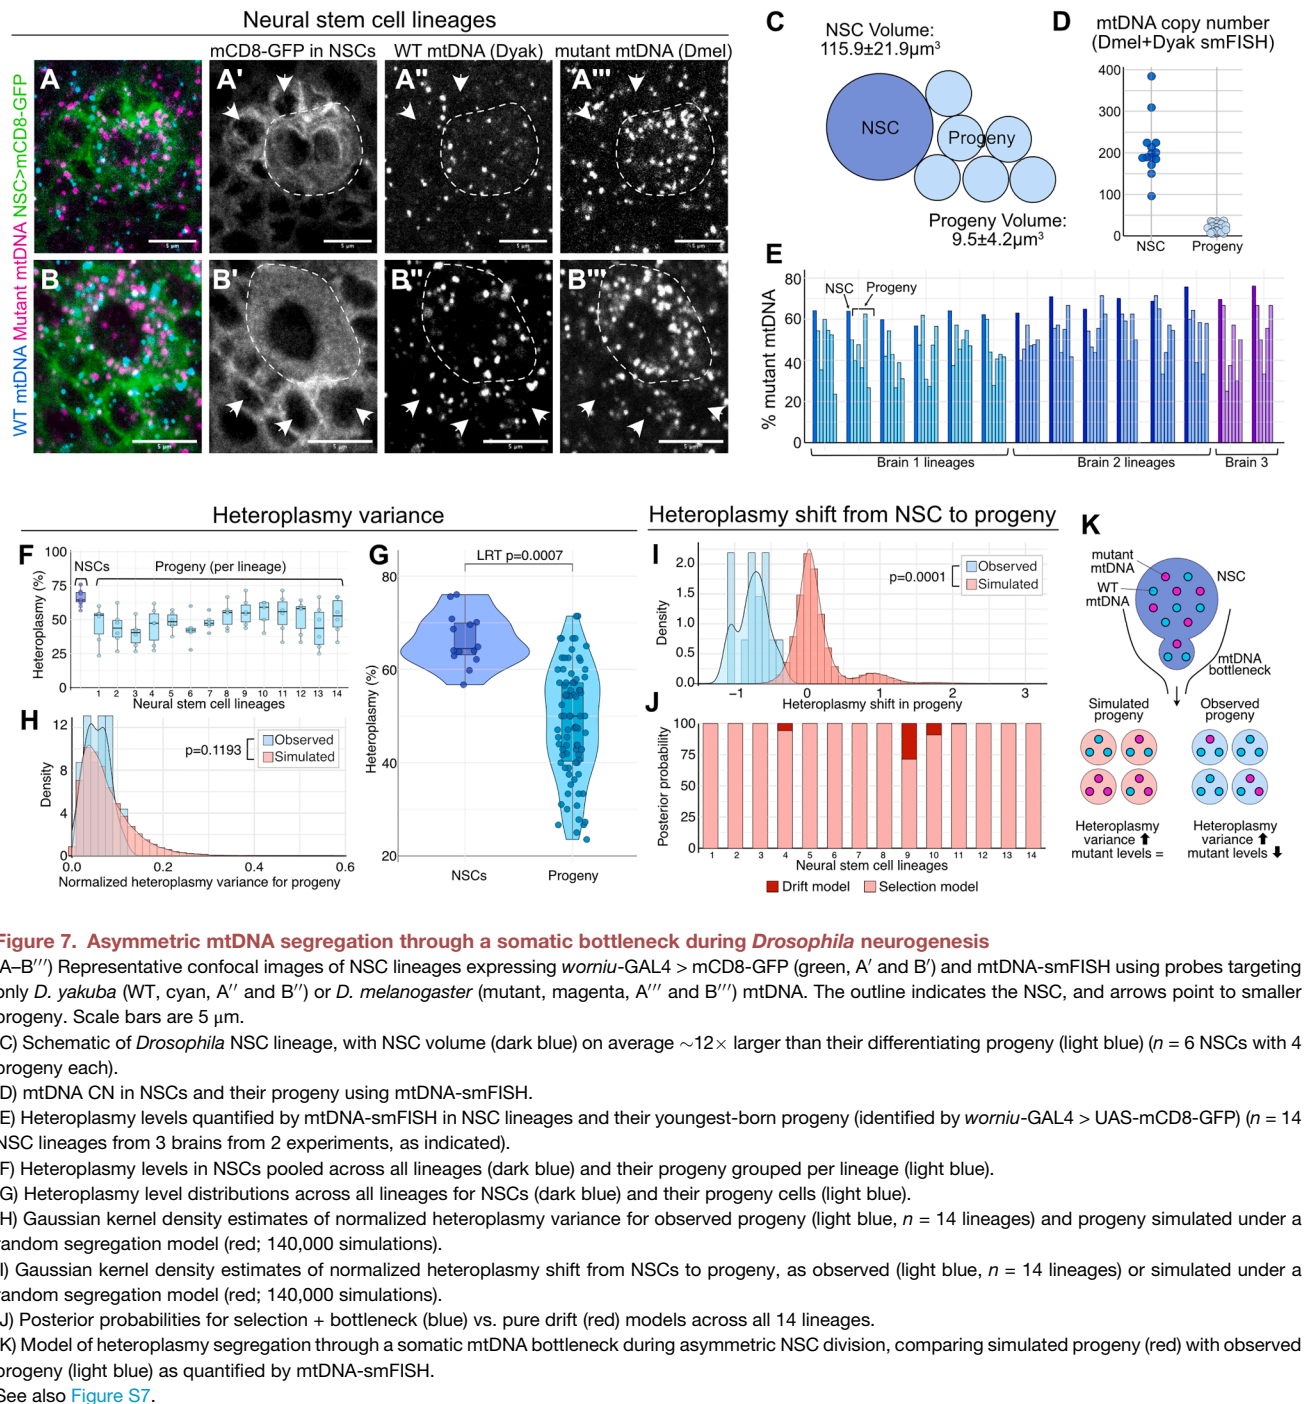 Neural stem cell lineages
mCD8-GFP in NSCs
WT mtDNA (Dyak)
mutant mtDNA (Dmel)
WT mtDNA Mutant mtDNA NSC>mCD8-GFP
A
A'
A''
A'''
5 µm
5 µm
5 µm
5 µm
B
B'
B''
B'''
5 µm
5 µm
5 µm
5 µm
C
NSC Volume:
115.9±21.9µm³
NSC
Progeny
Progeny Volume:
9.5±4.2µm³
D
mtDNA copy number
(Dmel+Dyak smFISH)
400
300
200
100
0
NSC
Progeny
E
% mutant mtDNA
80
60
40
20
0
NSC
Progeny
Brain 1 lineages
Brain 2 lineages
Brain 3
Heteroplasmy variance
F
Heteroplasmy (%)
100
75
50
25
0
NSCs
Progeny (per lineage)
1 2 3 4 5 6 7 8 9 10 11 12 13 14
Neural stem cell lineages
G
Heteroplasmy (%)
80
60
40
20
LRT p=0.0007
NSCs
Progeny
H
Density
12
8
4
0
p=0.1193
Observed
Simulated
0.0 0.2 0.4 0.6
Normalized heteroplasmy variance for progeny
Heteroplasmy shift from NSC to progeny
I
Density
2.0
1.5
1.0
0.5
0.0
p=0.0001
Observed
Simulated
−1 0 1 2 3
Heteroplasmy shift in progeny
J
Posterior probability
100
75
50
25
0
1 2 3 4 5 6 7 8 9 10 11 12 13 14
Neural stem cell lineages
Drift model
Selection model
K
mutant
mtDNA
WT
mtDNA
NSC
mtDNA
bottleneck
Simulated
progeny
Observed
progeny
Heteroplasmy
variance ⬆
mutant levels =
Heteroplasmy
variance ⬆
mutant levels ⬇
Figure 7. Asymmetric mtDNA segregation through a somatic bottleneck during Drosophila neurogenesis
A–B′′′) Representative confocal images of NSC lineages expressing worniu-GAL4 > mCD8-GFP (green, A′ and B′) and mtDNA-smFISH using probes targeting
only D. yakuba (WT, cyan, A′′ and B′′) or D. melanogaster (mutant, magenta, A′′′ and B′′′) mtDNA. The outline indicates the NSC, and arrows point to smaller
progeny. Scale bars are 5 μm.
C) Schematic of Drosophila NSC lineage, with NSC volume (dark blue) on average ∼12× larger than their differentiating progeny (light blue) (n = 6 NSCs with 4
progeny each).
D) mtDNA CN in NSCs and their progeny using mtDNA-smFISH.
E) Heteroplasmy levels quantified by mtDNA-smFISH in NSC lineages and their youngest-born progeny (identified by worniu-GAL4 > UAS-mCD8-GFP) (n = 14
NSC lineages from 3 brains from 2 experiments, as indicated).
F) Heteroplasmy levels in NSCs pooled across all lineages (dark blue) and their progeny grouped per lineage (light blue).
G) Heteroplasmy level distributions across all lineages for NSCs (dark blue) and their progeny cells (light blue).
H) Gaussian kernel density estimates of normalized heteroplasmy variance for observed progeny (light blue, n = 14 lineages) and progeny simulated under a
random segregation model (red; 140,000 simulations).
I) Gaussian kernel density estimates of normalized heteroplasmy shift from NSCs to progeny, as observed (light blue, n = 14 lineages) or simulated under a
random segregation model (red; 140,000 simulations).
J) Posterior probabilities for selection + bottleneck (blue) vs. pure drift (red) models across all 14 lineages.
K) Model of heteroplasmy segregation through a somatic mtDNA bottleneck during asymmetric NSC division, comparing simulated progeny (red) with observed
progeny (light blue) as quantified by mtDNA-smFISH.
See also Figure S7.